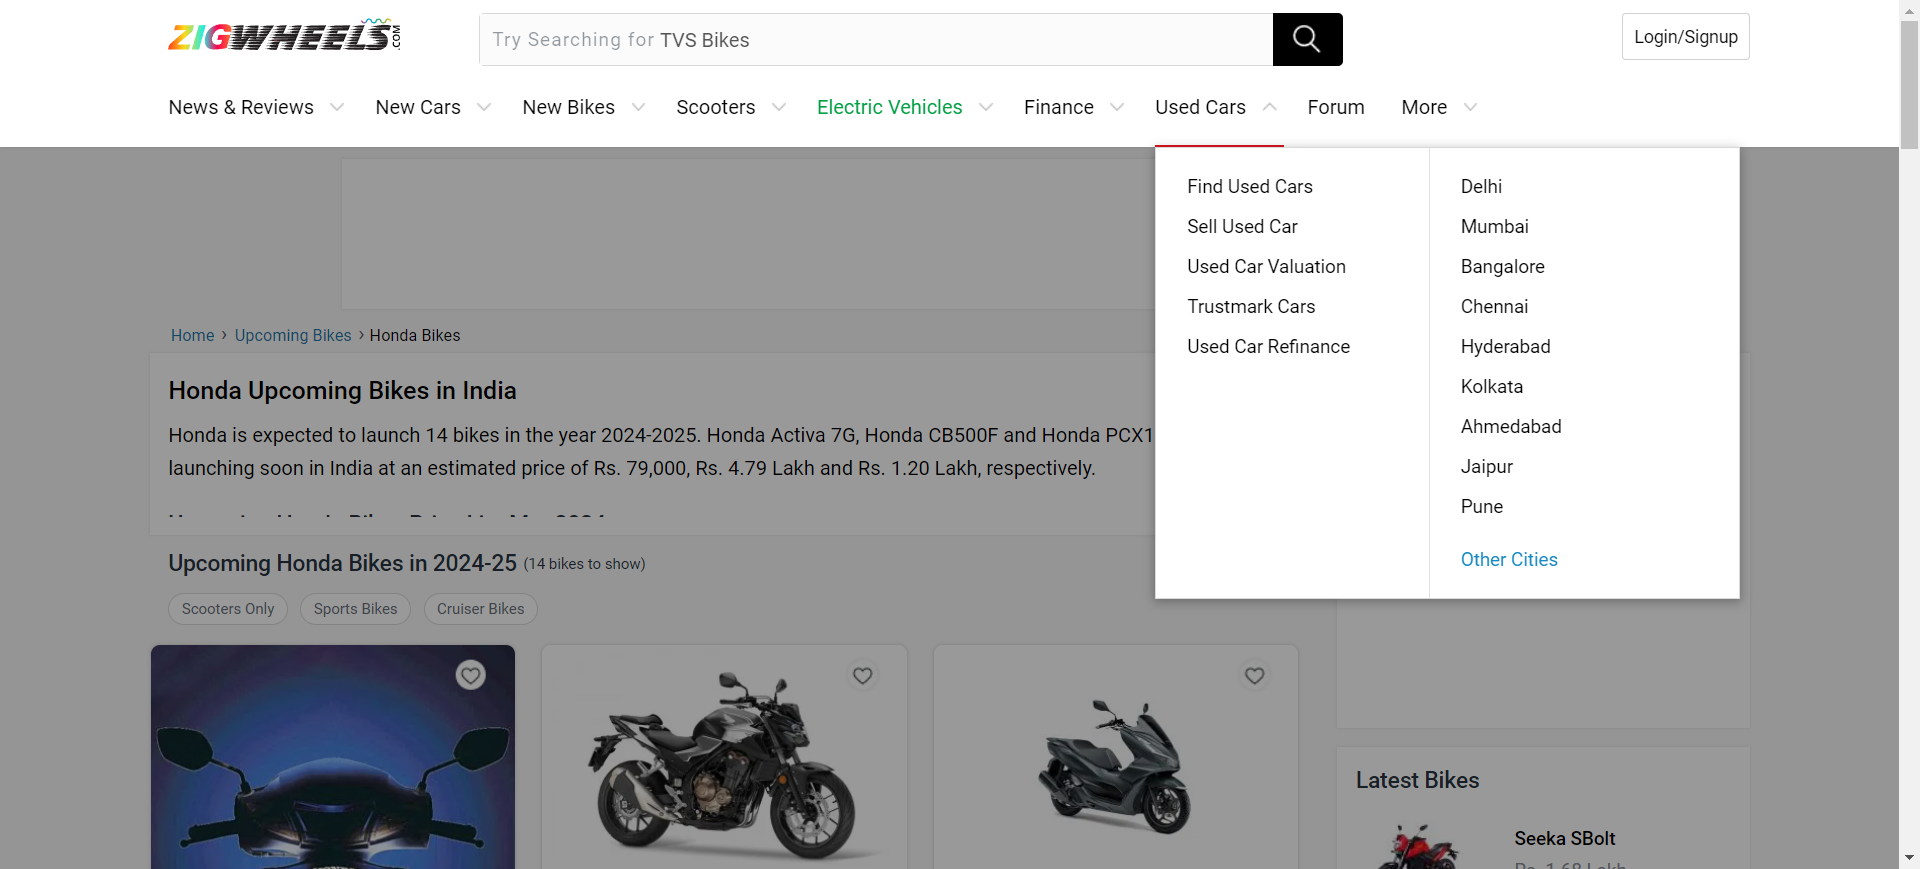 ZIGWHEELS.COM
Try Searching for TVS Bikes
Login/Signup
News & Reviews
New Cars
New Bikes
Scooters
Electric Vehicles
Finance
Used Cars
Forum
More
Find Used Cars
Sell Used Car
Used Car Valuation
Trustmark Cars
Used Car Refinance
Delhi
Mumbai
Bangalore
Chennai
Hyderabad
Kolkata
Ahmedabad
Jaipur
Pune
Other Cities
Home › Upcoming Bikes › Honda Bikes
Honda Upcoming Bikes in India
Honda is expected to launch 14 bikes in the year 2024-2025. Honda Activa 7G, Honda CB500F and Honda PCX1
launching soon in India at an estimated price of Rs. 79,000, Rs. 4.79 Lakh and Rs. 1.20 Lakh, respectively.
Upcoming Honda Bikes in 2024-25 (14 bikes to show)
Scooters Only
Sports Bikes
Cruiser Bikes
Latest Bikes
Seeka SBolt
Rs. 1.68 Lakh